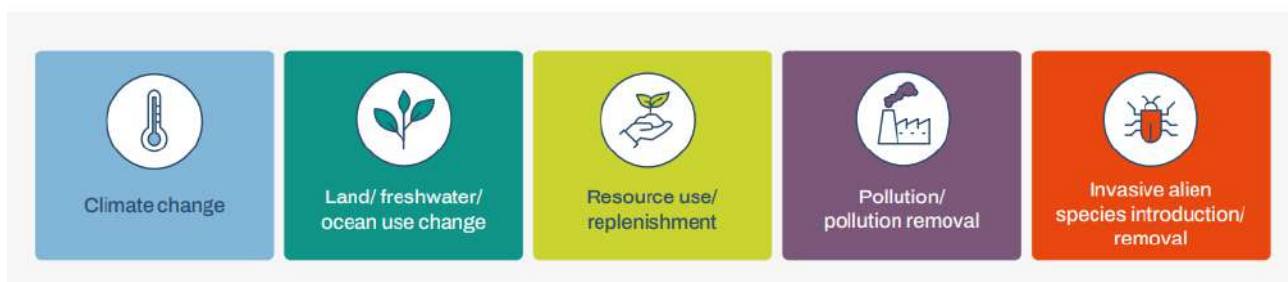 Climate change
Land/ freshwater/
ocean use change
Resource use/
replenishment
Pollution/
pollution removal
Invasive alien
species introduction/
removal